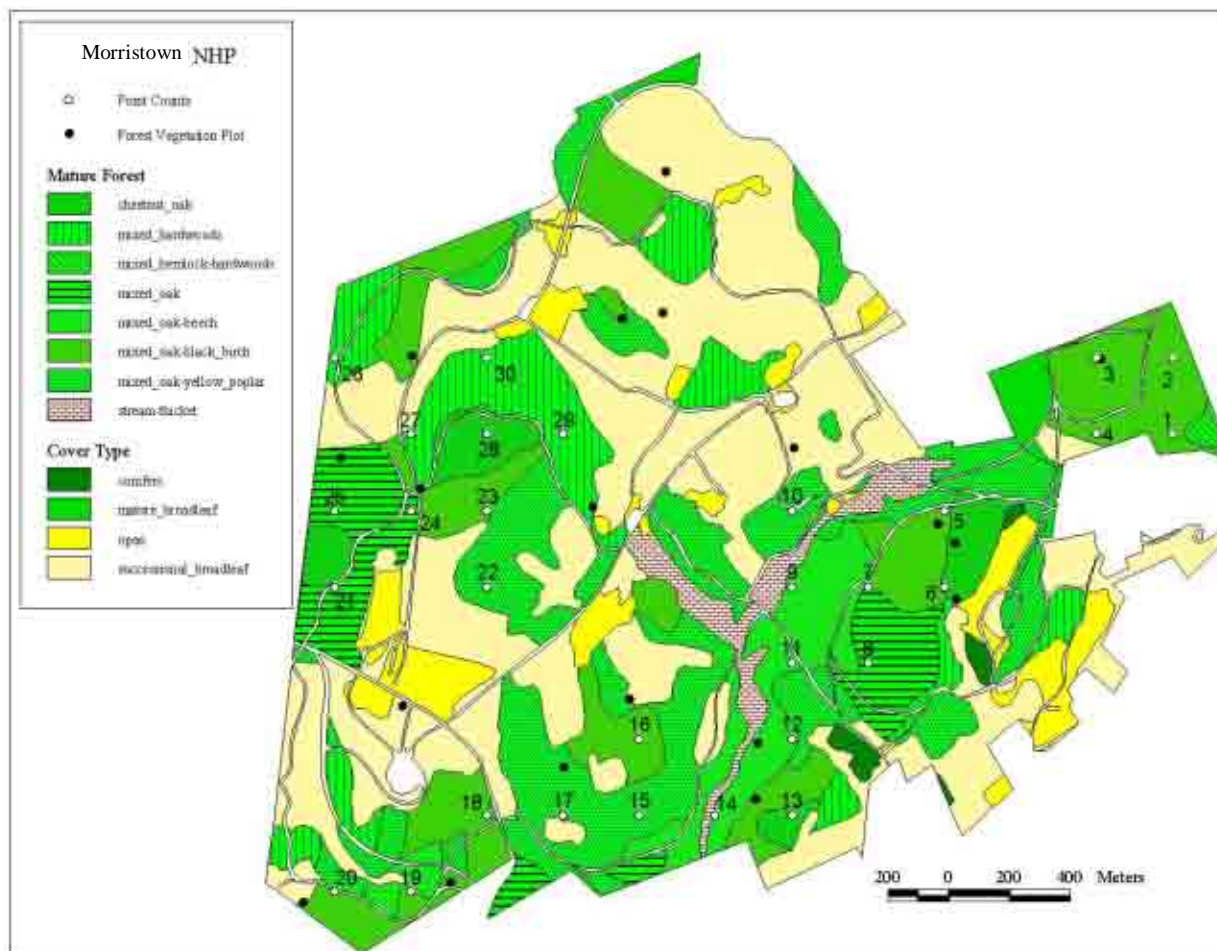 Morristown NHP
Point Counts
Forest Vegetation Plot
Mature Forest
chestnut_oak
mixed_hardwoods
mixed_hemlock-hardwoods
mixed_oak
mixed_oak-beech
mixed_oak-black_birch
mixed_oak-yellow_poplar
stream-thicket
Cover Type
conifers
mature_broadleaf
open
successional_broadleaf
3
2
26
30
4
1
27
29
28
25
24
23
10
5
21
22
9
7
6
11
8
16
12
18
17
15
14
13
20
19
200 0 200 400 Meters